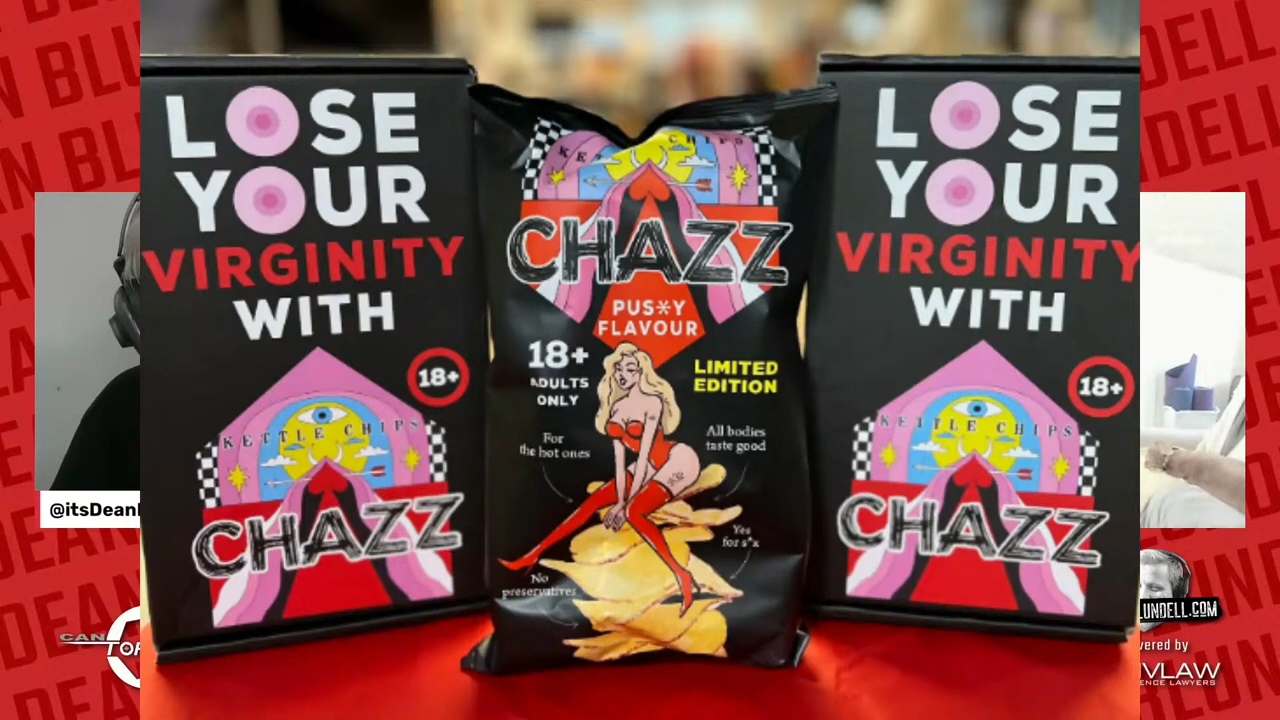 LOSE
YOUR
VIRGINITY
WITH
18+
KETTLE CHIPS
CHAZZ
CHAZZ
PUS*Y
FLAVOUR
18+
ADULTS
ONLY
LIMITED
EDITION
For
the hot ones
All bodies
taste good
Yes
for s*x
No
preservatives
LOSE
YOUR
VIRGINITY
WITH
18+
KETTLE CHIPS
CHAZZ
@itsDean
CAN
LUNDELL.COM